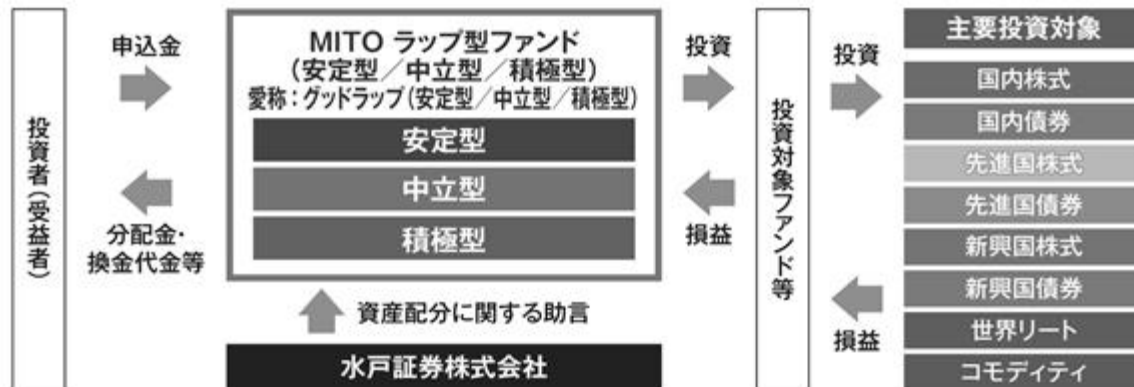 投資者（受益者）
申込金
分配金・
換金代金等
MITO ラップ型ファンド
（安定型／中立型／積極型）
愛称：グッドラップ（安定型／中立型／積極型）
安定型
中立型
積極型
資産配分に関する助言
水戸証券株式会社
投資
損益
投資対象ファンド等
投資
損益
主要投資対象
国内株式
国内債券
先進国株式
先進国債券
新興国株式
新興国債券
世界リート
コモディティ